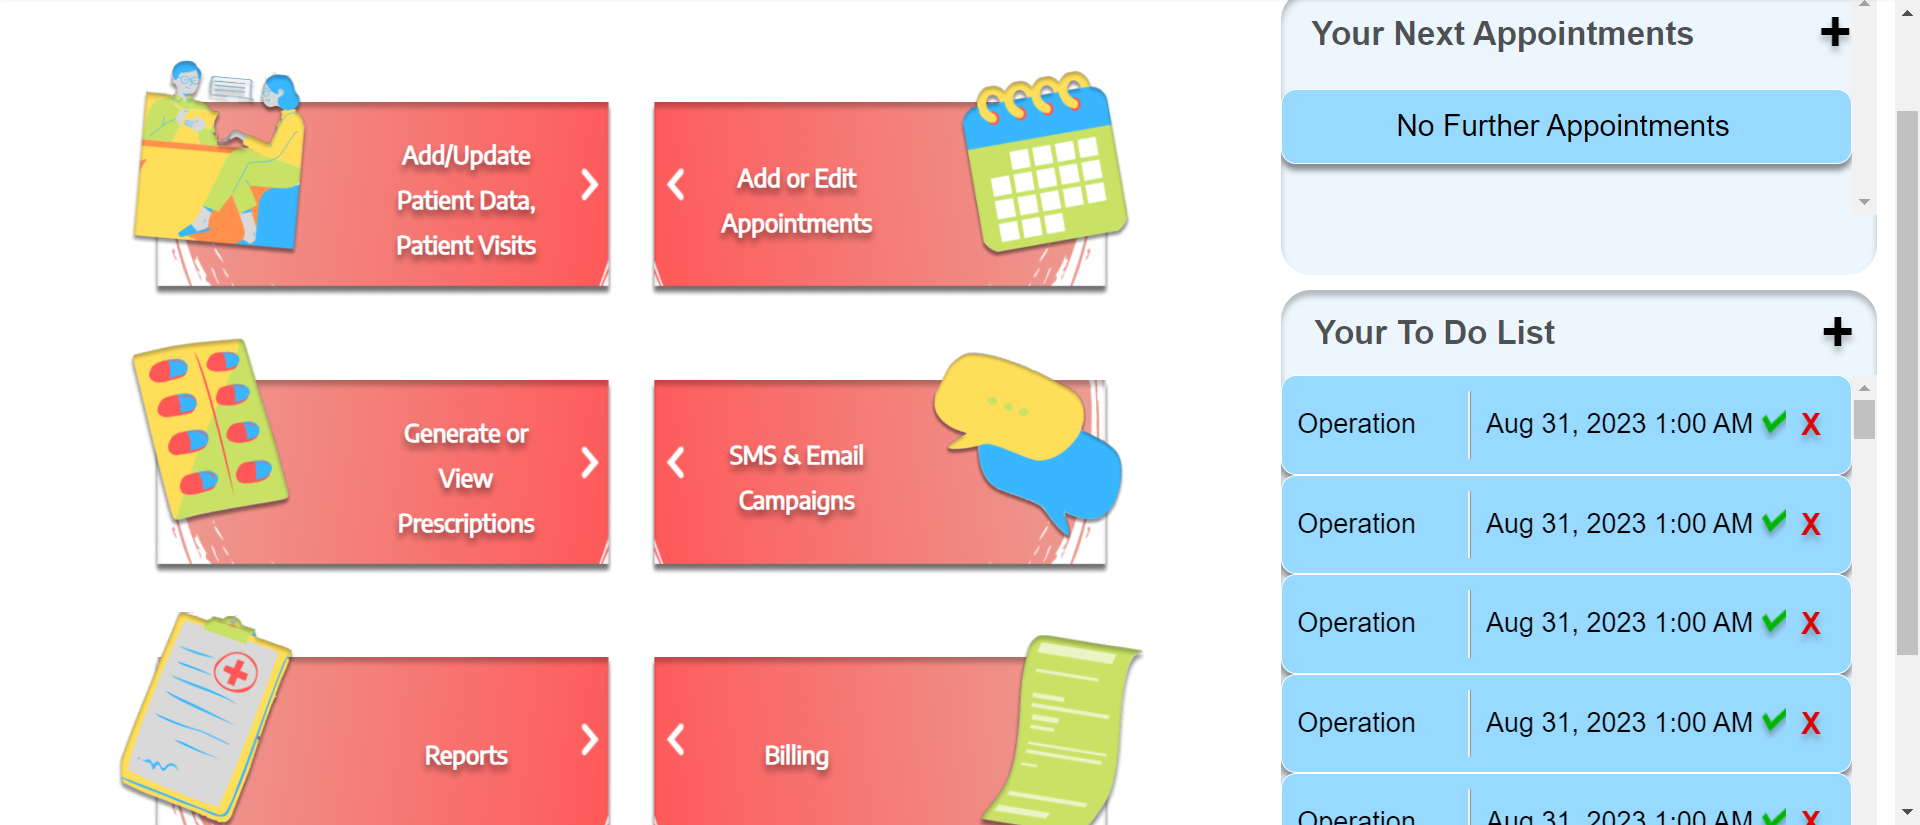 Add/Update
Patient Data,
Patient Visits
Add or Edit
Appointments
Generate or
View
Prescriptions
SMS & Email
Campaigns
Reports
Billing
Your Next Appointments
No Further Appointments
Your To Do List
Operation Aug 31, 2023 1:00 AM X
Operation Aug 31, 2023 1:00 AM X
Operation Aug 31, 2023 1:00 AM X
Operation Aug 31, 2023 1:00 AM X
Operation Aug 31, 2023 1:00 AM X